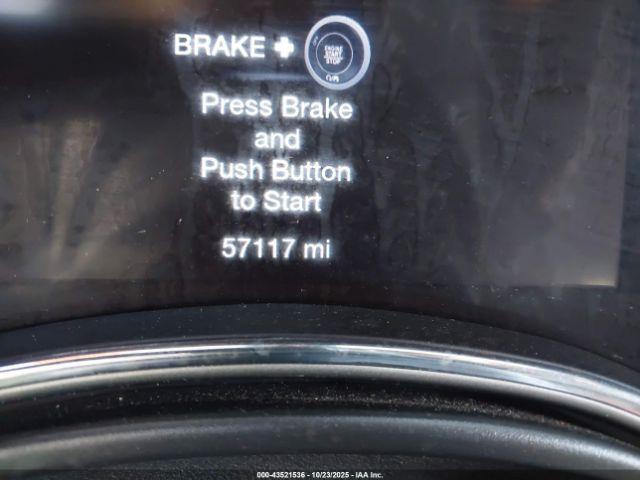 BRAKE + ENGINE START STOP
Press Brake
and
Push Button
to Start
57117 mi
000-43521536 - 10/23/2025 - IAA Inc.